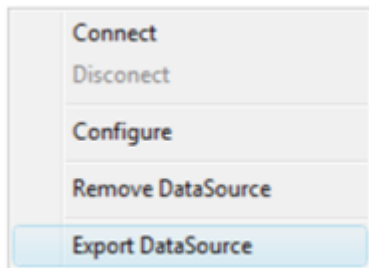 Connect
Disconect
Configure
Remove DataSource
Export DataSource